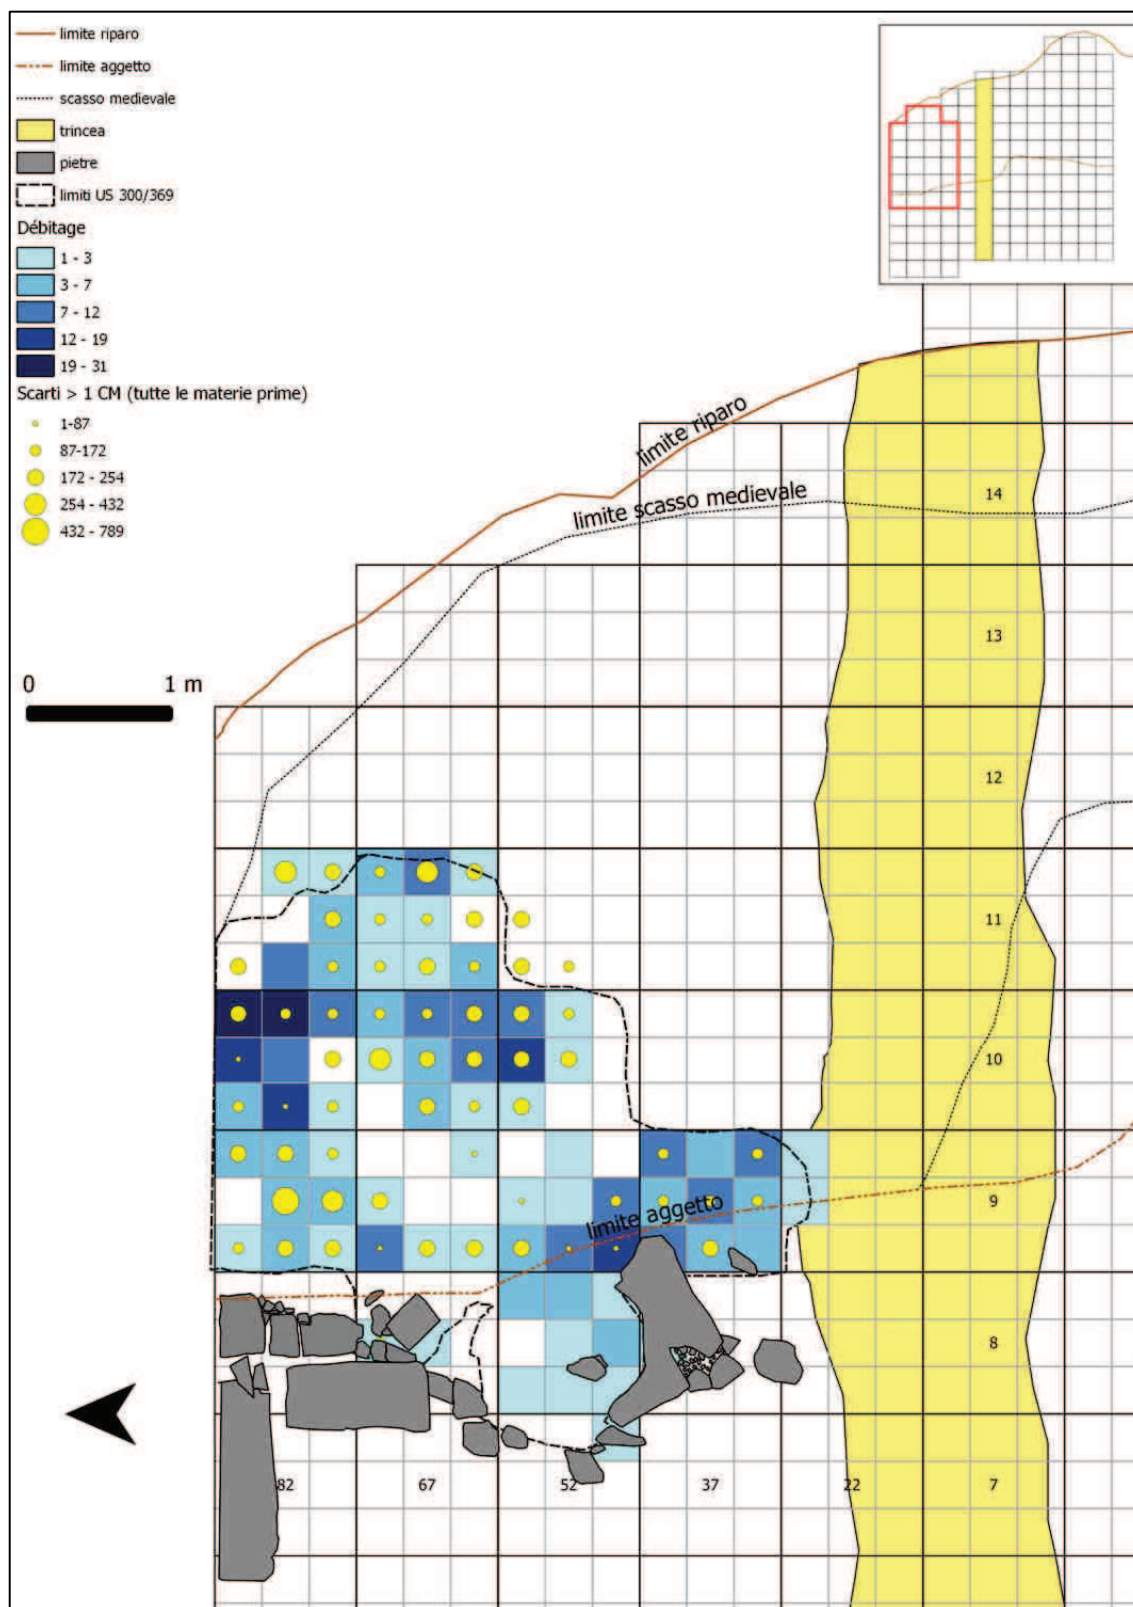 limite riparo
limite aggetto
scasso medievale
trincea
pietre
limiti US 300/369
Débitage
1 - 3
3 - 7
7 - 12
12 - 19
19 - 31
Scarti > 1 CM (tutte le materie prime)
1-87
87-172
172 - 254
254 - 432
432 - 789
limite riparo
limite scasso medievale
14
13
0 1 m
12
11
10
9
limite aggetto
8
82 67 52 37 22 7